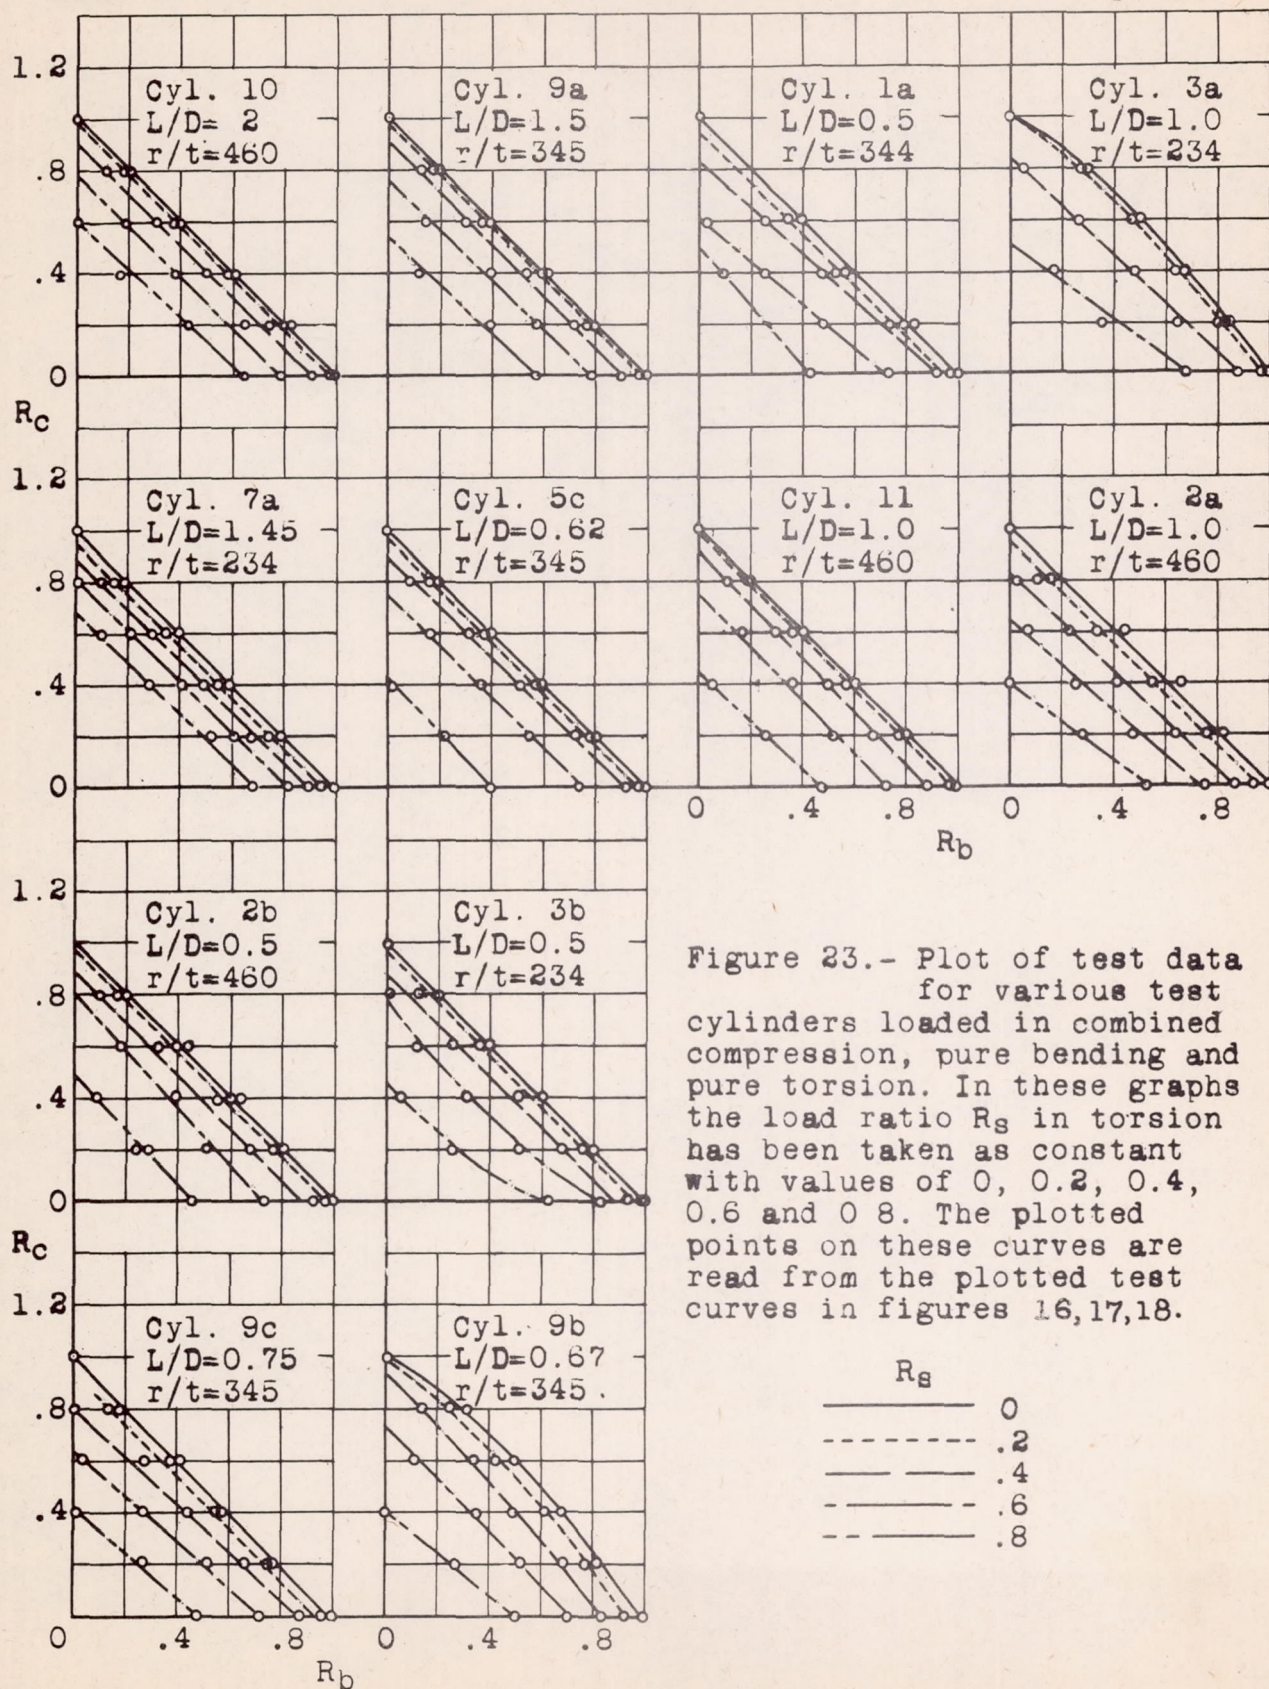 1.2
.8
.4
0
Rc
Cyl. 10
L/D= 2
r/t=460
Cyl. 9a
L/D=1.5
r/t=345
Cyl. 1a
L/D=0.5
r/t=344
Cyl. 3a
L/D=1.0
r/t=234
1.2
.8
.4
0
Cyl. 7a
L/D=1.45
r/t=234
Cyl. 5c
L/D=0.62
r/t=345
Cyl. 11
L/D=1.0
r/t=460
Cyl. 2a
L/D=1.0
r/t=460
0 .4 .8
0 .4 .8
Rb
1.2
.8
.4
0
Rc
Cyl. 2b
L/D=0.5
r/t=460
Cyl. 3b
L/D=0.5
r/t=234
1.2
.8
.4
Cyl. 9c
L/D=0.75
r/t=345
Cyl. 9b
L/D=0.67
r/t=345.
0 .4 .8
0 .4 .8
Rb
Figure 23.- Plot of test data
for various test
cylinders loaded in combined
compression, pure bending and
pure torsion. In these graphs
the load ratio Rs in torsion
has been taken as constant
with values of 0, 0.2, 0.4,
0.6 and 0 8. The plotted
points on these curves are
read from the plotted test
curves in figures 16,17,18.
Rs
0
.2
.4
.6
.8